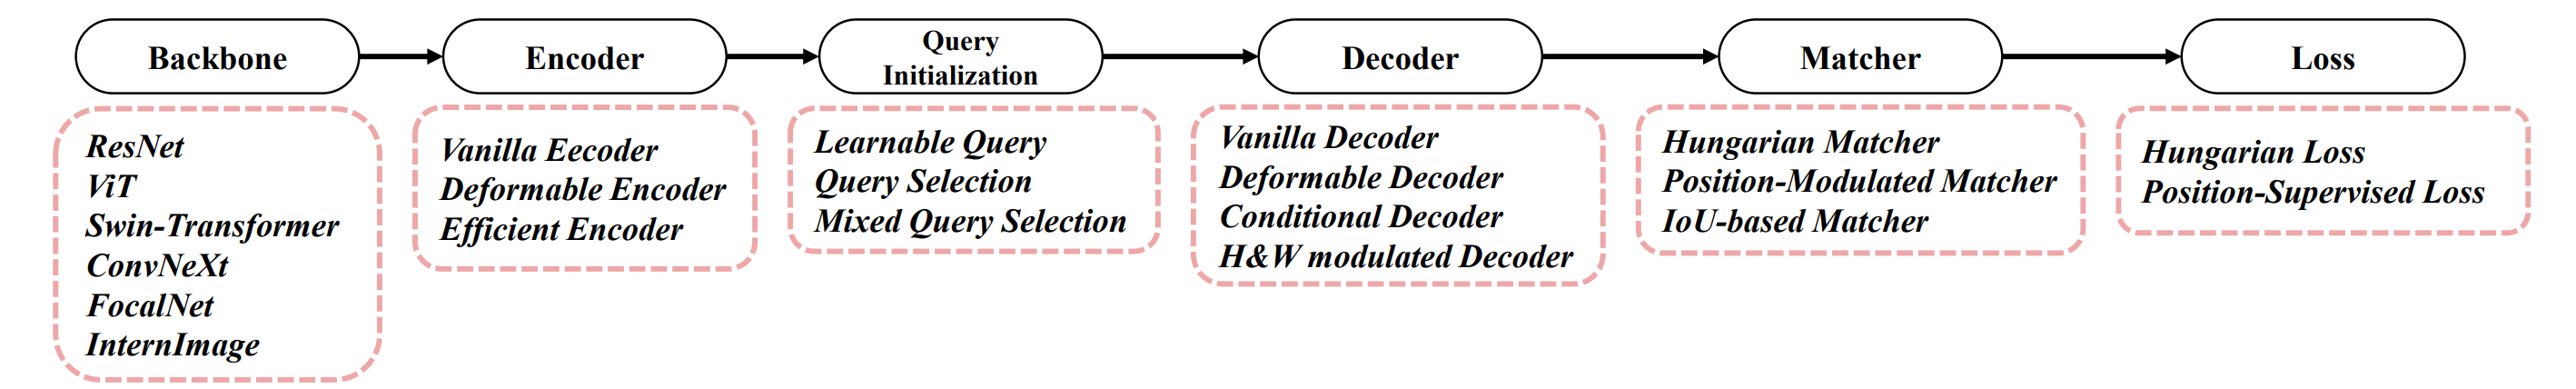 Backbone
Encoder
Query
Initialization
Decoder
Matcher
Loss
ResNet
ViT
Swin-Transformer
ConvNeXt
FocalNet
InternImage
Vanilla Eecoder
Deformable Encoder
Efficient Encoder
Learnable Query
Query Selection
Mixed Query Selection
Vanilla Decoder
Deformable Decoder
Conditional Decoder
H&W modulated Decoder
Hungarian Matcher
Position-Modulated Matcher
IoU-based Matcher
Hungarian Loss
Position-Supervised Loss